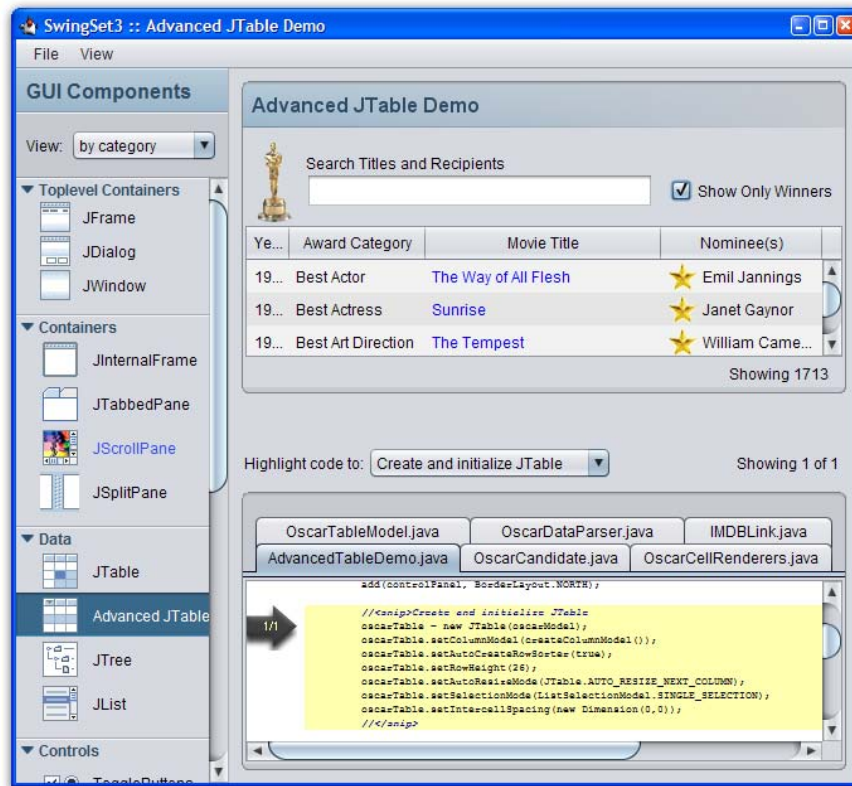 SwingSet3 :: Advanced JTable Demo
File View
GUI Components
View: by category
Toplevel Containers
JFrame
JDialog
JWindow
Containers
JInternalFrame
JTabbedPane
JScrollPane
JSplitPane
Data
JTable
Advanced JTable
JTree
JList
Controls
ToggleButtons
Advanced JTable Demo
Search Titles and Recipients
Show Only Winners
Ye... Award Category Movie Title Nominee(s)
19... Best Actor The Way of All Flesh Emil Jannings
19... Best Actress Sunrise Janet Gaynor
19... Best Art Direction The Tempest William Came...
Showing 1713
Highlight code to: Create and initialize JTable Showing 1 of 1
OscarTableModel.java OscarDataParser.java IMDBLink.java
AdvancedTableDemo.java OscarCandidate.java OscarCellRenderers.java
add(controlPanel, BorderLayout.NORTH);
1/1
//<snip>Create and initialize JTable
oscarTable = new JTable(oscarModel);
oscarTable.setColumnModel(createColumnModel());
oscarTable.setAutoCreateRowSorter(true);
oscarTable.setRowHeight(26);
oscarTable.setAutoResizeMode(JTable.AUTO_RESIZE_NEXT_COLUMN);
oscarTable.setSelectionMode(ListSelectionModel.SINGLE_SELECTION);
oscarTable.setIntercellSpacing(new Dimension(0,0));
//</snip>